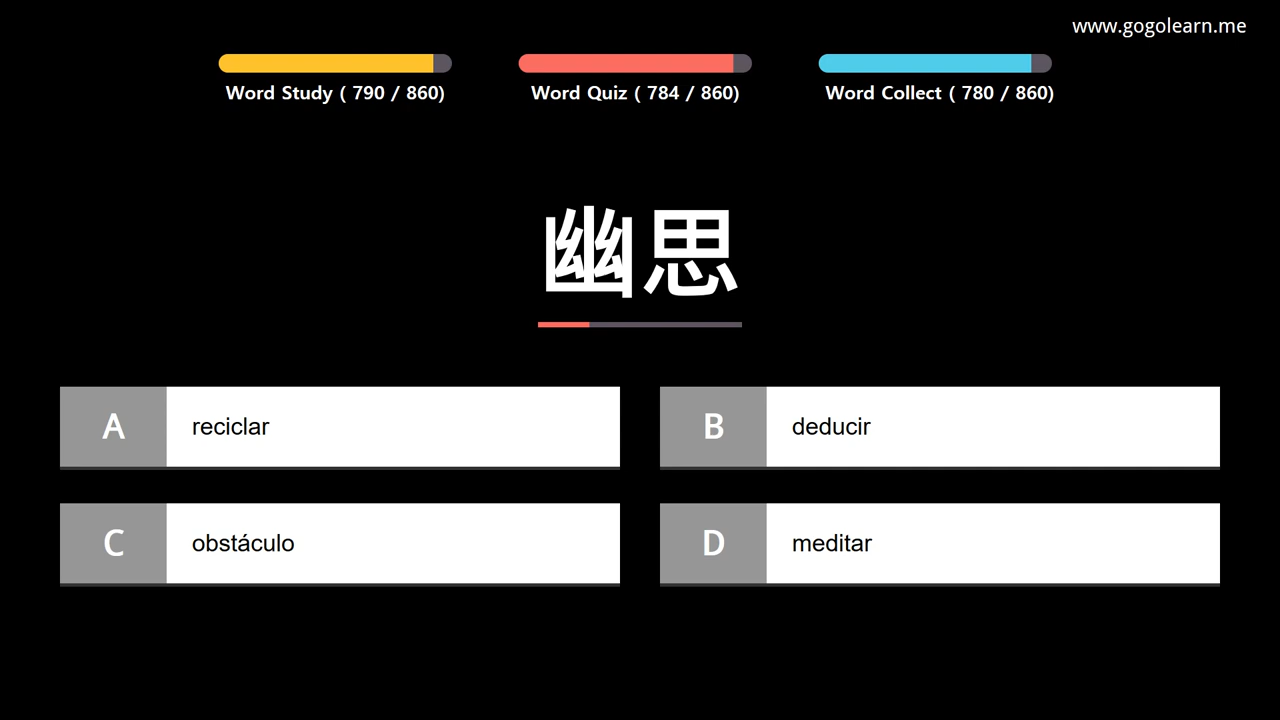 www.gogolearn.me
Word Study ( 790 / 860)
Word Quiz ( 784 / 860)
Word Collect ( 780 / 860)
幽思
A reciclar
B deducir
C obstáculo
D meditar